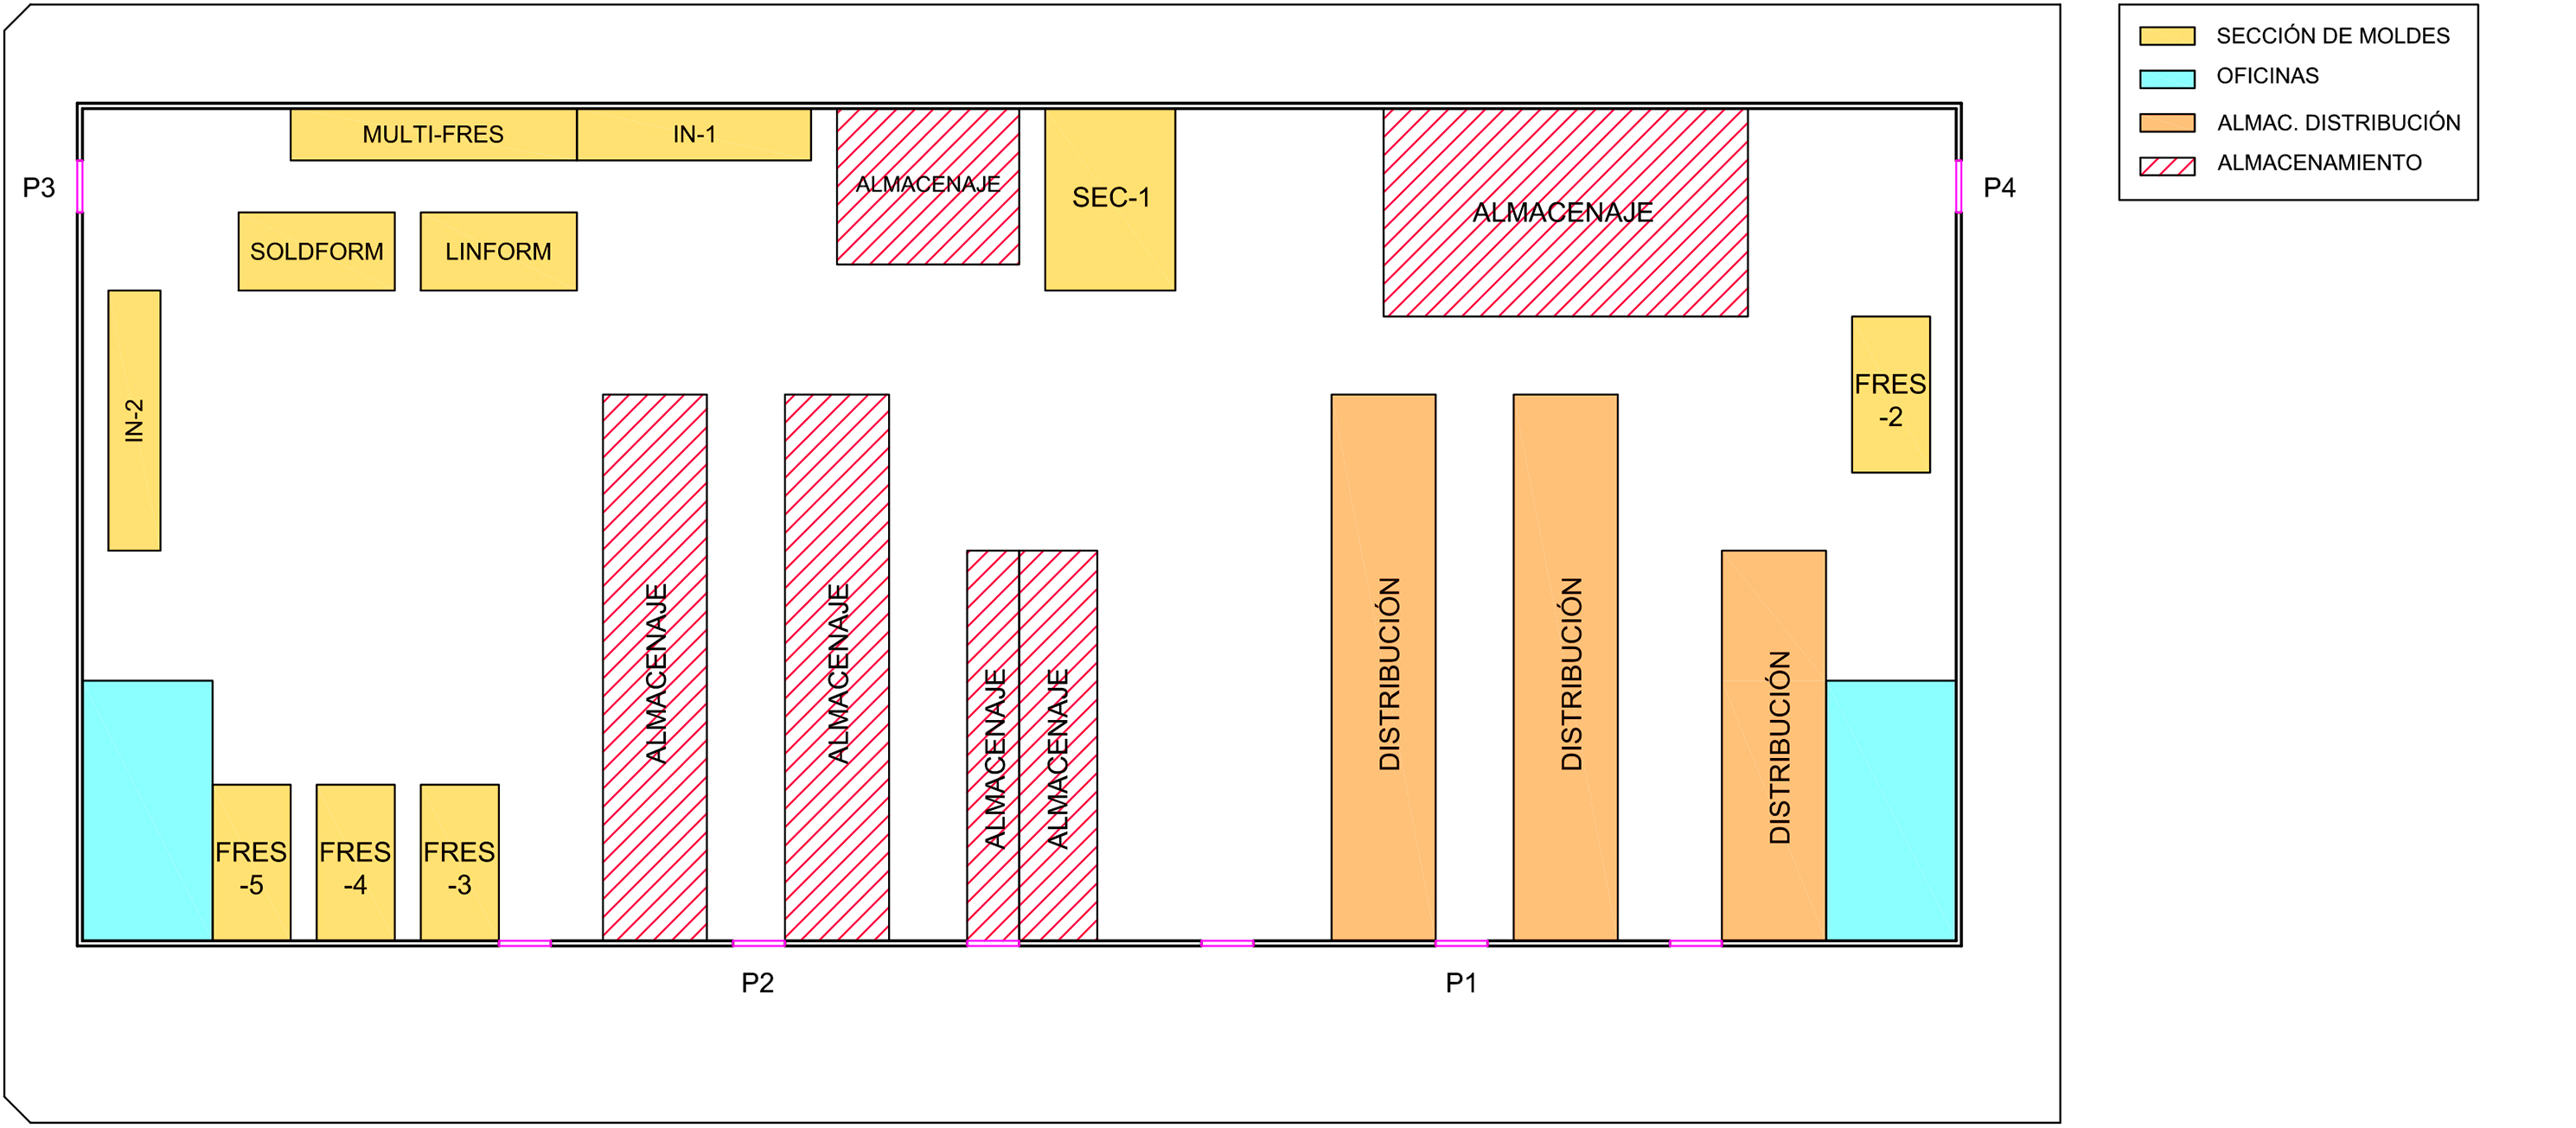 SECCIÓN DE MOLDES
OFICINAS
ALMAC. DISTRIBUCIÓN
ALMACENAMIENTO
MULTI-FRES
IN-1
ALMACENAJE
SEC-1
ALMACENAJE
P3
P4
SOLDFORM
LINFORM
IN-2
FRES
-2
ALMACENAJE
ALMACENAJE
ALMACENAJE
ALMACENAJE
DISTRIBUCIÓN
DISTRIBUCIÓN
DISTRIBUCIÓN
FRES
-5
FRES
-4
FRES
-3
P2
P1